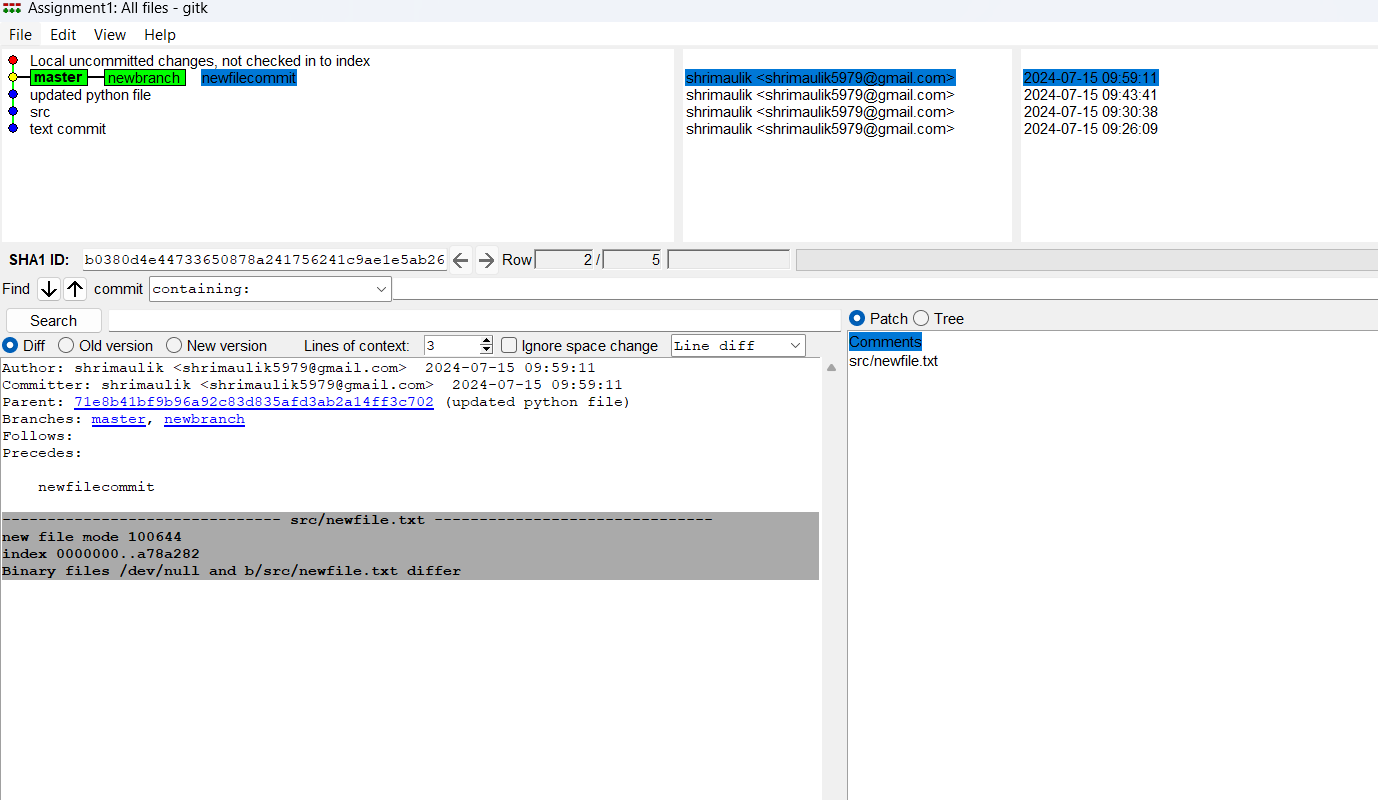 Assignment1: All files - gitk
File Edit View Help
Local uncommitted changes, not checked in to index
master newbranch newfilecommit shrimaulik <shrimaulik5979@gmail.com> 2024-07-15 09:59:11
updated python file shrimaulik <shrimaulik5979@gmail.com> 2024-07-15 09:43:41
src shrimaulik <shrimaulik5979@gmail.com> 2024-07-15 09:30:38
text commit shrimaulik <shrimaulik5979@gmail.com> 2024-07-15 09:26:09
SHA1 ID: b0380d4e44733650878a241756241c9ae1e5ab26 Row 2 / 5
Find commit containing:
Search
Patch Tree
Diff Old version New version Lines of context: 3 Ignore space change Line diff
Comments
src/newfile.txt
Author: shrimaulik <shrimaulik5979@gmail.com> 2024-07-15 09:59:11
Committer: shrimaulik <shrimaulik5979@gmail.com> 2024-07-15 09:59:11
Parent: 71e8b41bf9b96a92c83d835afd3ab2a14ff3c702 (updated python file)
Branches: master, newbranch
Follows:
Precedes:
newfilecommit
------------------------------- src/newfile.txt -------------------------------
new file mode 100644
index 0000000..a78a282
Binary files /dev/null and b/src/newfile.txt differ